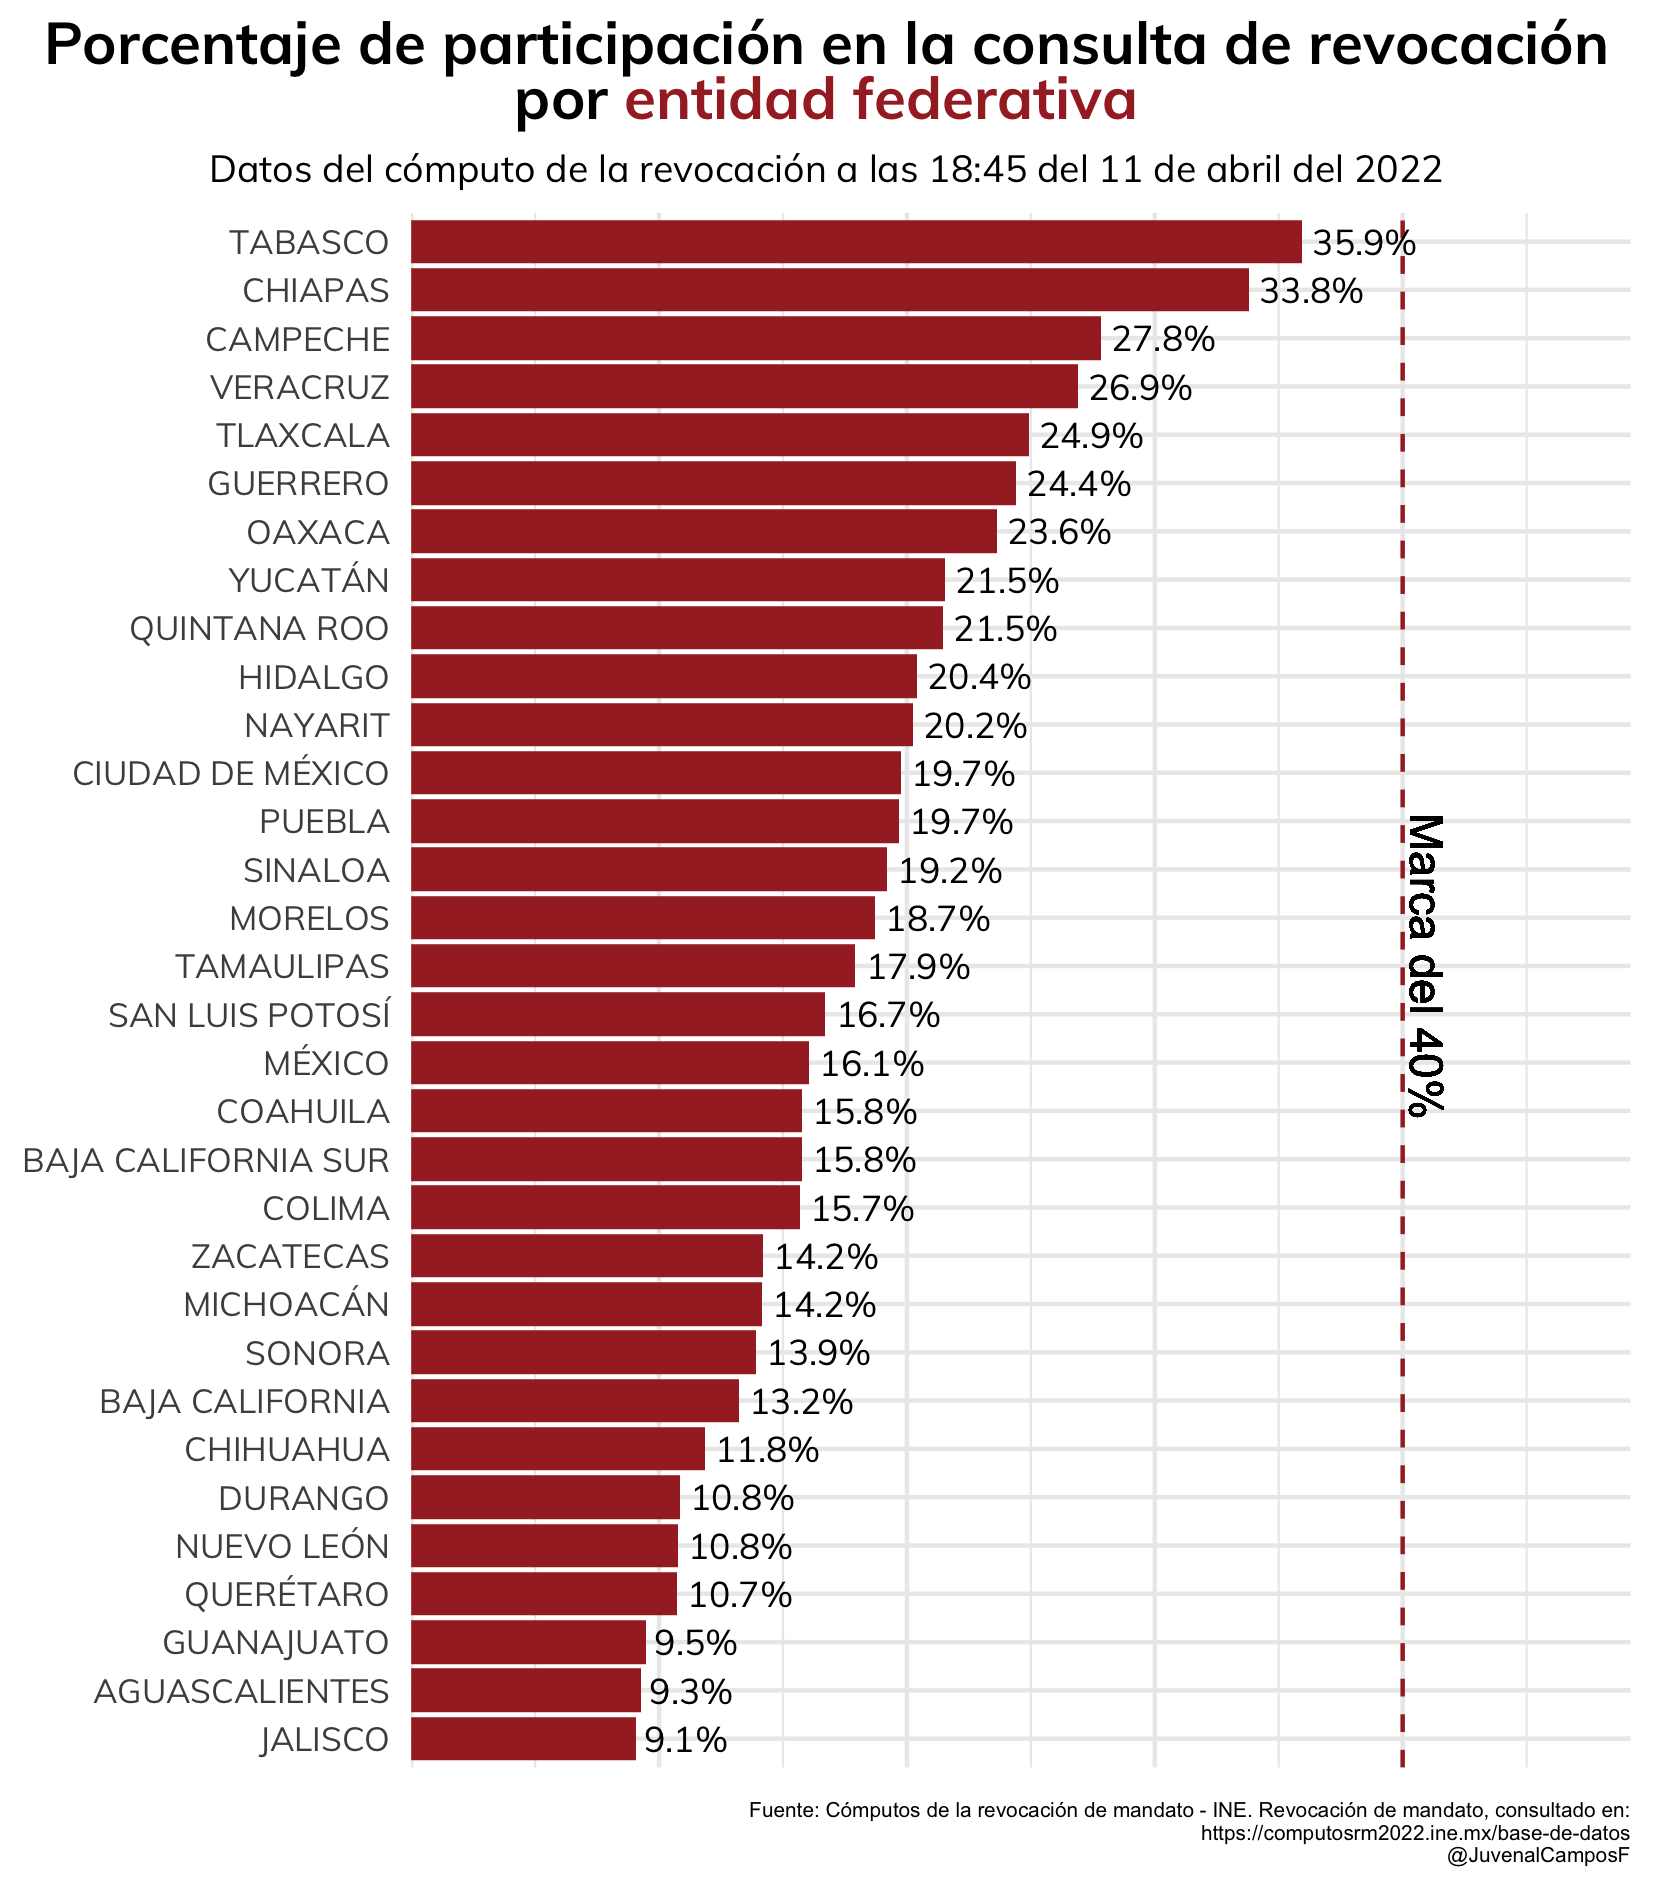 Porcentaje de participación en la consulta de revocación
por entidad federativa
Datos del cómputo de la revocación a las 18:45 del 11 de abril del 2022
TABASCO 35.9%
CHIAPAS 33.8%
CAMPECHE 27.8%
VERACRUZ 26.9%
TLAXCALA 24.9%
GUERRERO 24.4%
OAXACA 23.6%
YUCATÁN 21.5%
QUINTANA ROO 21.5%
HIDALGO 20.4%
NAYARIT 20.2%
CIUDAD DE MÉXICO 19.7%
PUEBLA 19.7%
SINALOA 19.2%
MORELOS 18.7%
TAMAULIPAS 17.9%
SAN LUIS POTOSÍ 16.7%
MÉXICO 16.1%
COAHUILA 15.8%
BAJA CALIFORNIA SUR 15.8%
COLIMA 15.7%
ZACATECAS 14.2%
MICHOACÁN 14.2%
SONORA 13.9%
BAJA CALIFORNIA 13.2%
CHIHUAHUA 11.8%
DURANGO 10.8%
NUEVO LEÓN 10.8%
QUERÉTARO 10.7%
GUANAJUATO 9.5%
AGUASCALIENTES 9.3%
JALISCO 9.1%
Marca del 40%
Fuente: Cómputos de la revocación de mandato - INE. Revocación de mandato, consultado en:
https://computosrm2022.ine.mx/base-de-datos
@JuvenalCamposF